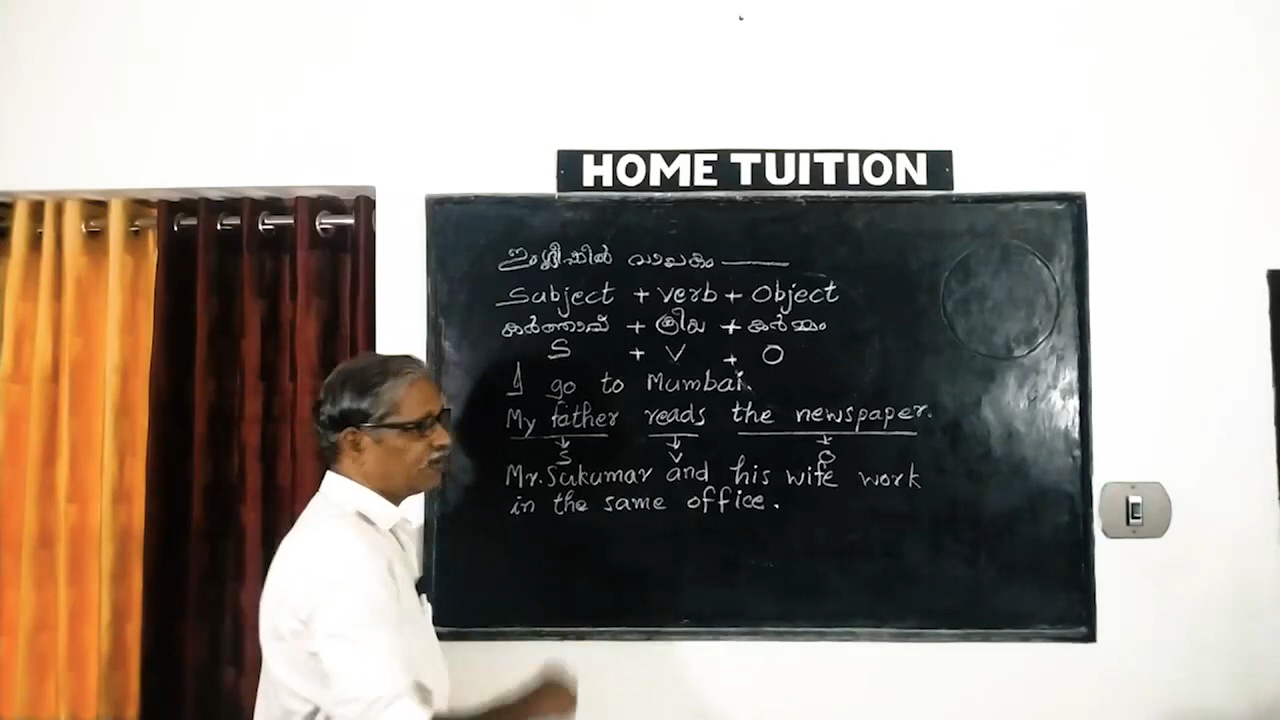 HOME TUITION
ഇംഗ്ലീഷിൽ വാചകം ———
Subject + verb + Object
കർത്താവ് + ക്രിയ + കർമ്മം
S + V + O
I go to Mumbai.
My father reads the newspaper.
S V O
Mr. Sukumar and his wife work
in the same office.